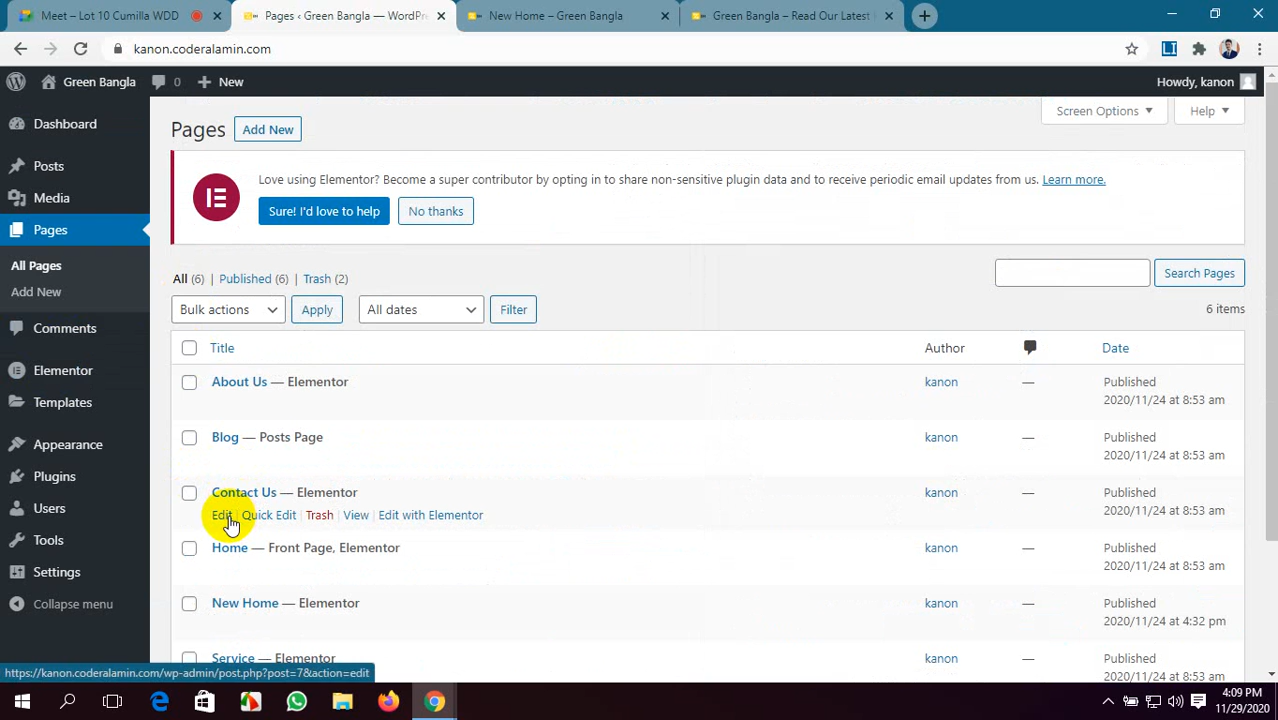 Meet – Lot 10 Cumilla WDD
Pages ‹ Green Bangla — WordPre
New Home – Green Bangla
Green Bangla – Read Our Latest
kanon.coderalamin.com
Green Bangla
0
New
Howdy, kanon
Screen Options
Help
Dashboard
Posts
Media
Pages
All Pages
Add New
Comments
Elementor
Templates
Appearance
Plugins
Users
Tools
Settings
Collapse menu
Pages Add New
Love using Elementor? Become a super contributor by opting in to share non-sensitive plugin data and to receive periodic email updates from us. Learn more.
Sure! I'd love to help
No thanks
All (6) | Published (6) | Trash (2)
Search Pages
Bulk actions Apply All dates Filter
6 items
Title Author Date
About Us — Elementor kanon — Published
2020/11/24 at 8:53 am
Blog — Posts Page kanon — Published
2020/11/24 at 8:53 am
Contact Us — Elementor kanon — Published
Edit | Quick Edit | Trash | View | Edit with Elementor 2020/11/24 at 8:53 am
Home — Front Page, Elementor kanon — Published
2020/11/24 at 8:53 am
New Home — Elementor kanon — Published
2020/11/24 at 4:32 pm
Service — Elementor kanon — Published
https://kanon.coderalamin.com/wp-admin/post.php?post=7&action=edit
4:09 PM
11/29/2020